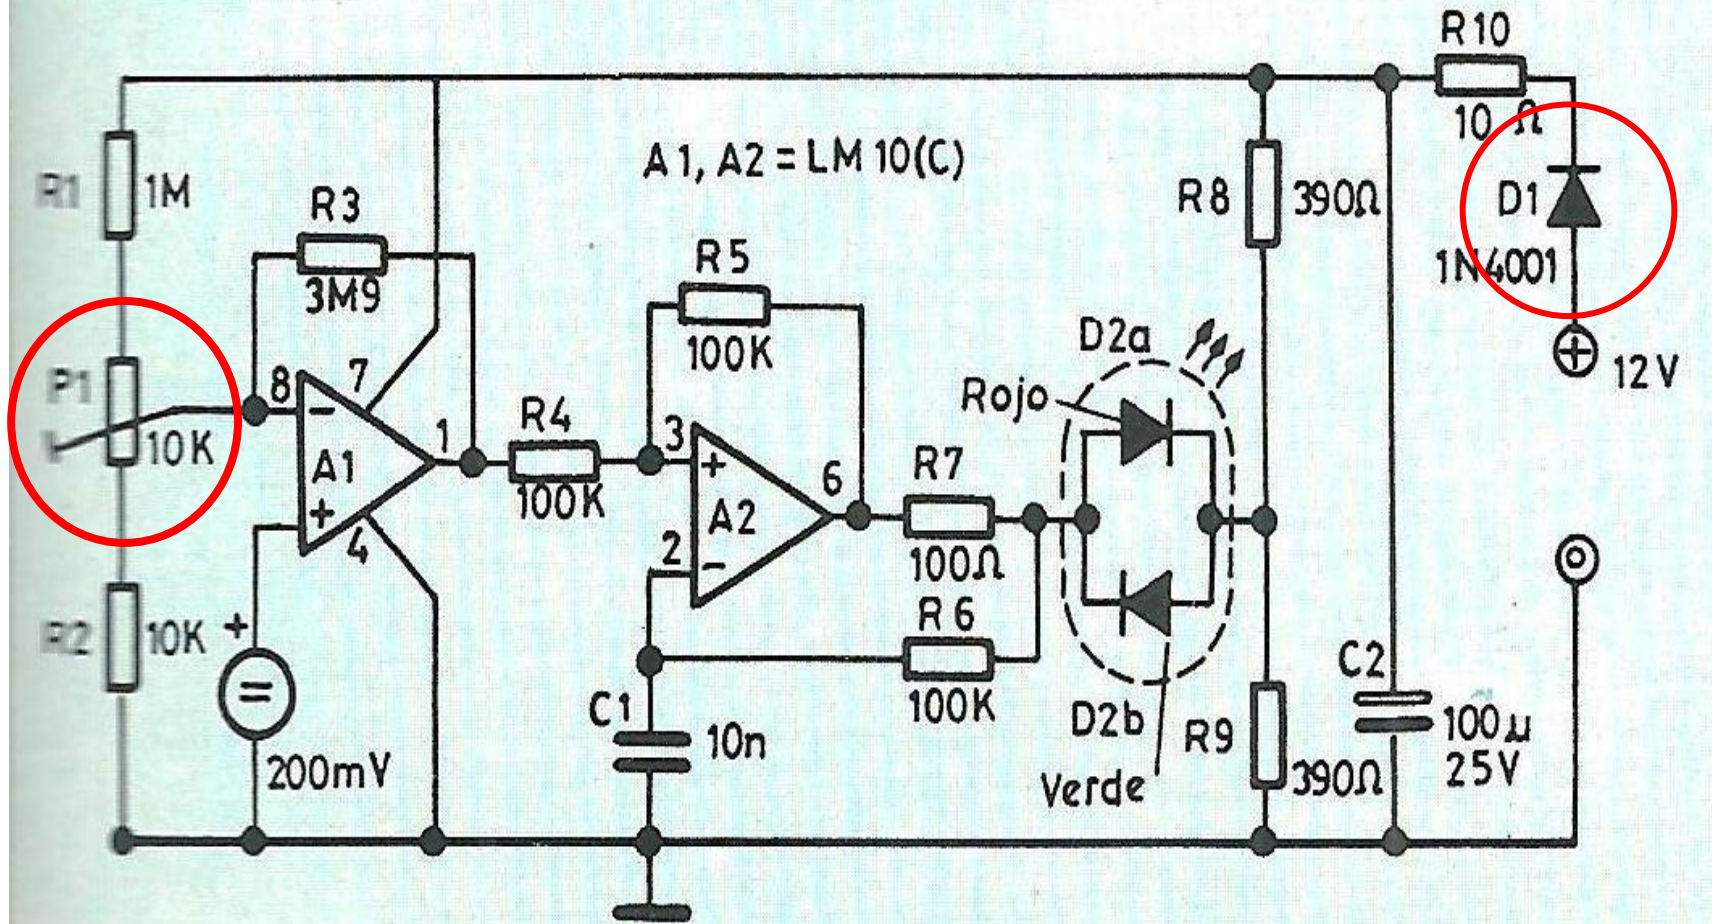 R10
10 Ω
A1, A2 = LM 10(C)
R1
1M
R3
3M9
R8
390Ω
D1
1N4001
12V
R5
100K
D2a
Rojo
P1
10K
8
7
-
A1
+
4
1
R4
100K
3
+
A2
2
-
6
R7
100Ω
R6
100K
R2
10K
+
=
200mV
C1
10n
D2b
Verde
R9
390Ω
C2
100µ
25V
+